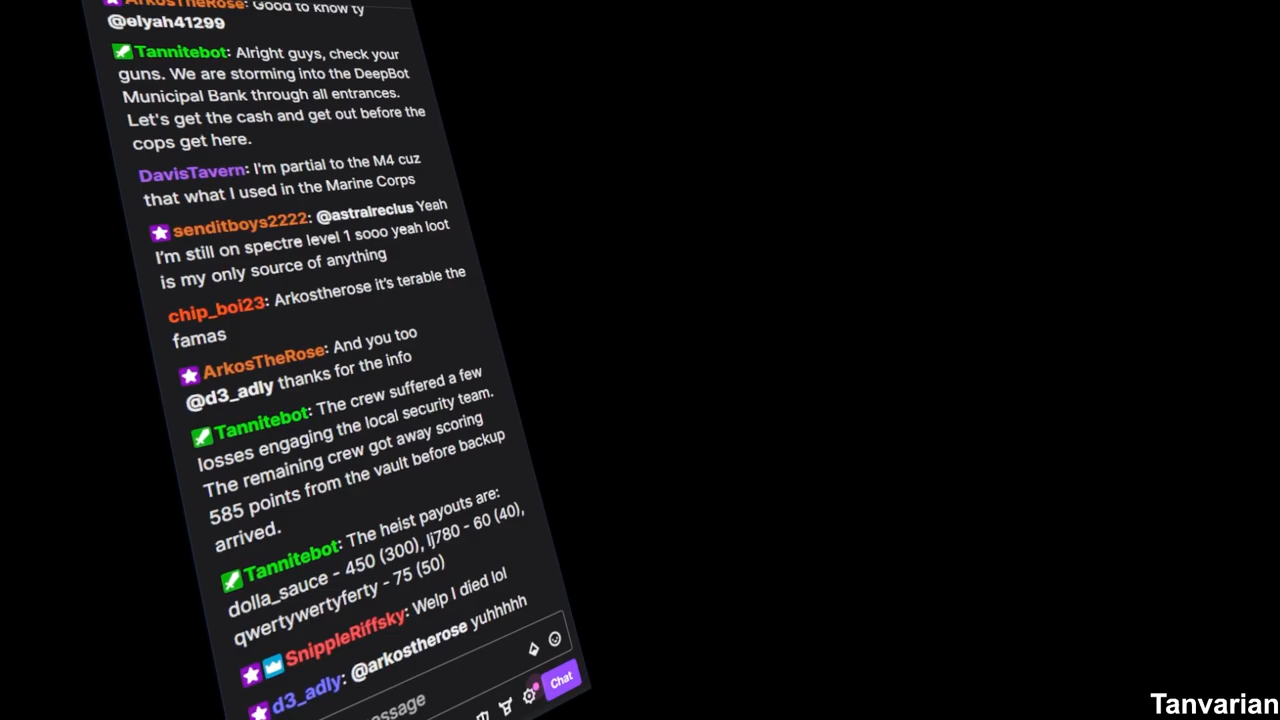 ArkosTheRose: Good to know ty
@elyah41299
Tannitebot: Alright guys, check your
guns. We are storming into the DeepBot
Municipal Bank through all entrances.
Let's get the cash and get out before the
cops get here.
DavisTavern: I'm partial to the M4 cuz
that what I used in the Marine Corps
senditboys2222: @astralreclus Yeah
I'm still on spectre level 1 sooo yeah loot
is my only source of anything
chip_boi23: Arkostherose it's terable the
famas
ArkosTheRose: And you too
@d3_adly thanks for the info
Tannitebot: The crew suffered a few
losses engaging the local security team.
The remaining crew got away scoring
585 points from the vault before backup
arrived.
Tannitebot: The heist payouts are:
dolla_sauce - 450 (300), lj780 - 60 (40),
qwertywertyferty - 75 (50)
SnippleRiffsky: Welp I died lol
d3_adly: @arkostherose yuhhhhh
Chat
Tanvarian